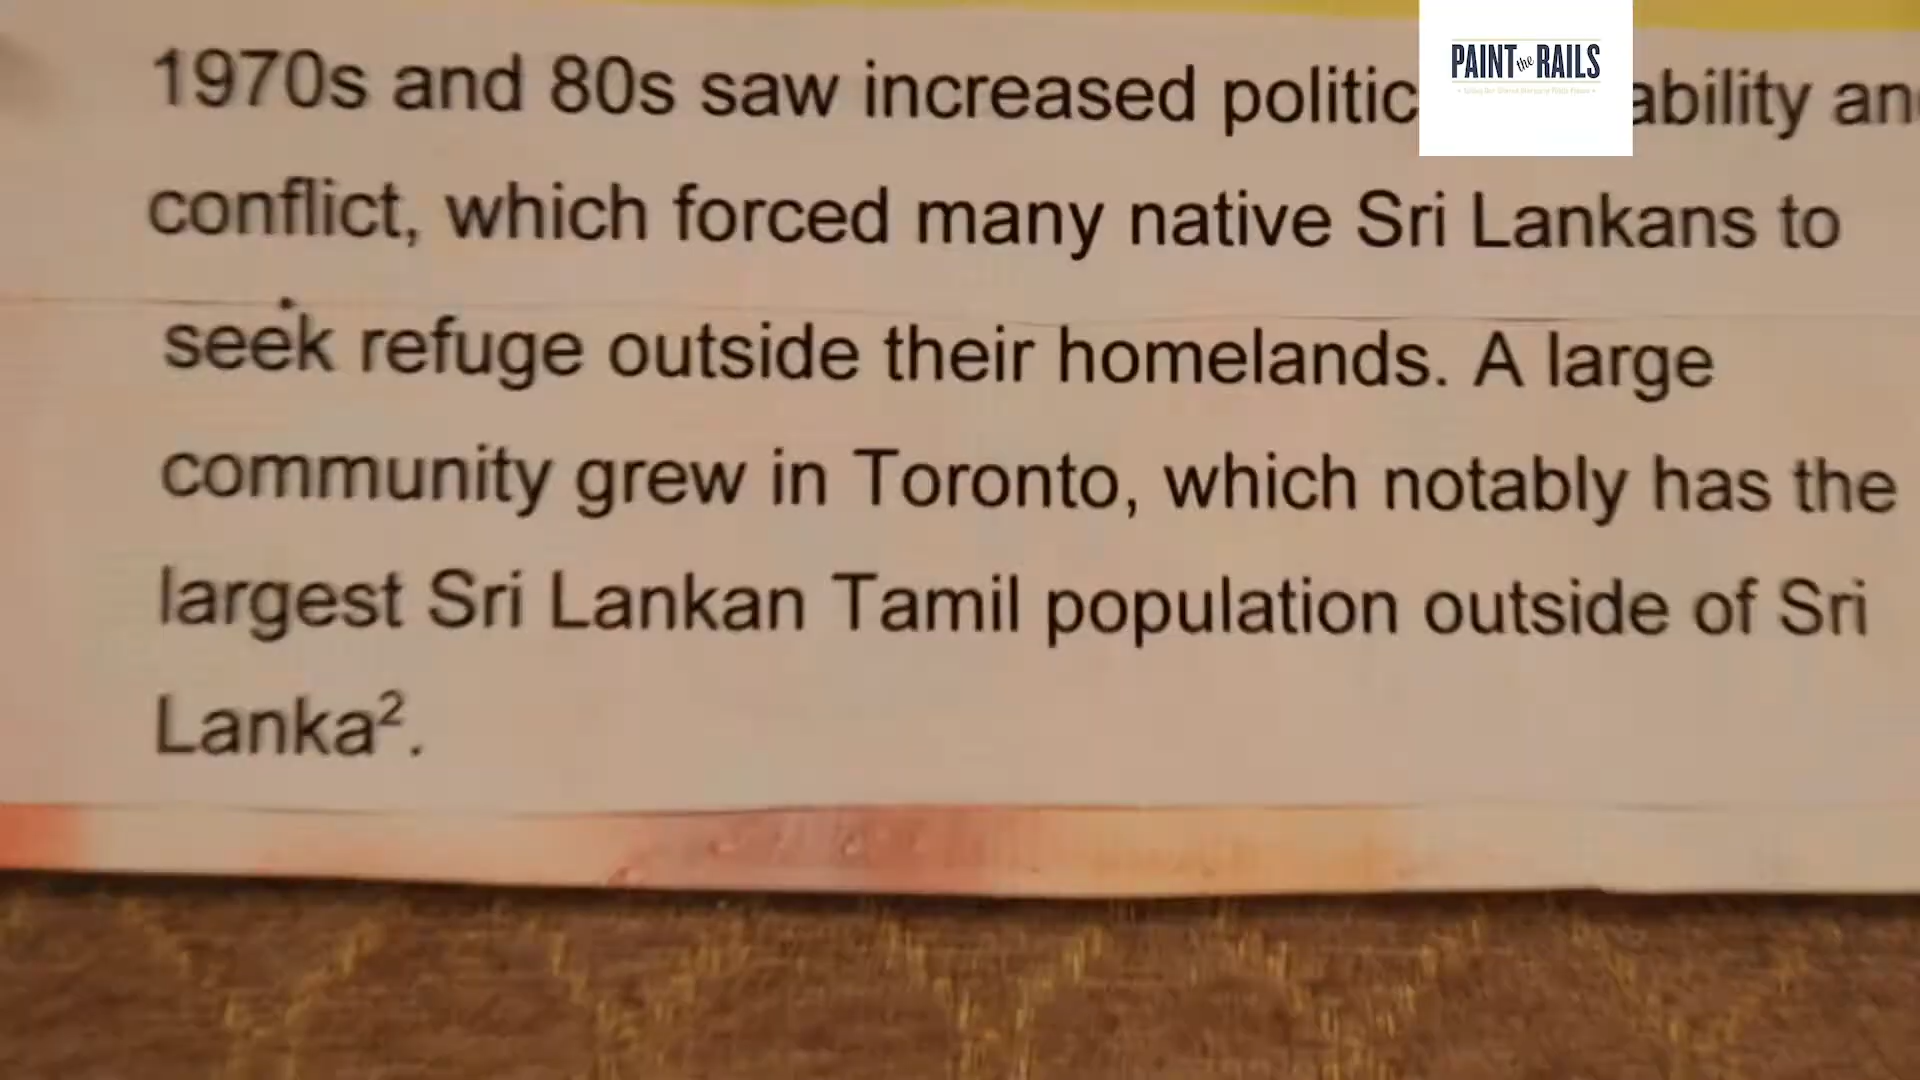 1970s and 80s saw increased politic
ability an
conflict, which forced many native Sri Lankans to
seek refuge outside their homelands. A large
community grew in Toronto, which notably has the
largest Sri Lankan Tamil population outside of Sri
Lanka².
PAINT the RAILS